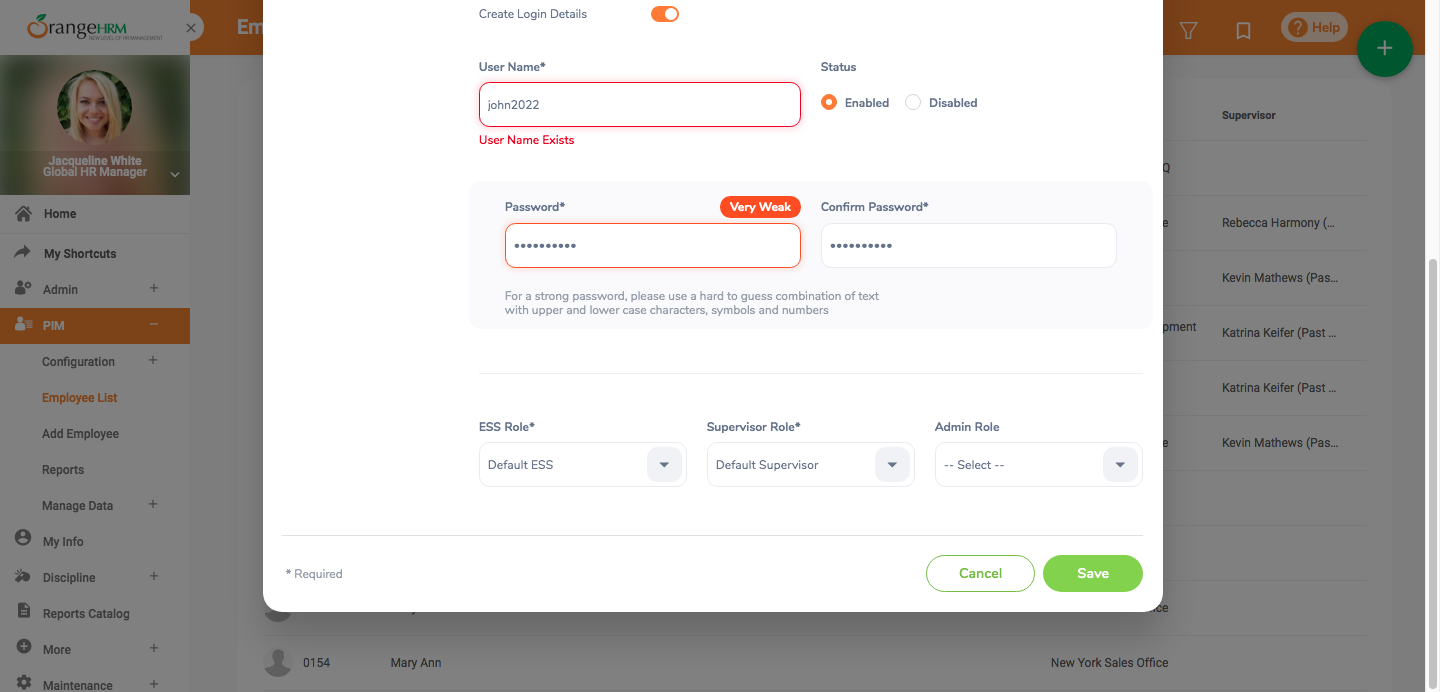 OrangeHRM
NEW LEVEL OF HR MANAGEMENT
Em
Help
Jacqueline White
Global HR Manager
Home
My Shortcuts
Admin
PIM
Configuration
Employee List
Add Employee
Reports
Manage Data
My Info
Discipline
Reports Catalog
More
Maintenance
Create Login Details
User Name*
john2022
User Name Exists
Status
Enabled
Disabled
Password*
Very Weak
••••••••••
Confirm Password*
••••••••••
For a strong password, please use a hard to guess combination of text
with upper and lower case characters, symbols and numbers
ESS Role*
Default ESS
Supervisor Role*
Default Supervisor
Admin Role
-- Select --
* Required
Cancel
Save
Supervisor
Q
e
Rebecca Harmony (...
Kevin Mathews (Pas...
pment
Katrina Keifer (Past ...
Katrina Keifer (Past ...
e
Kevin Mathews (Pas...
ce
0154
Mary Ann
New York Sales Office